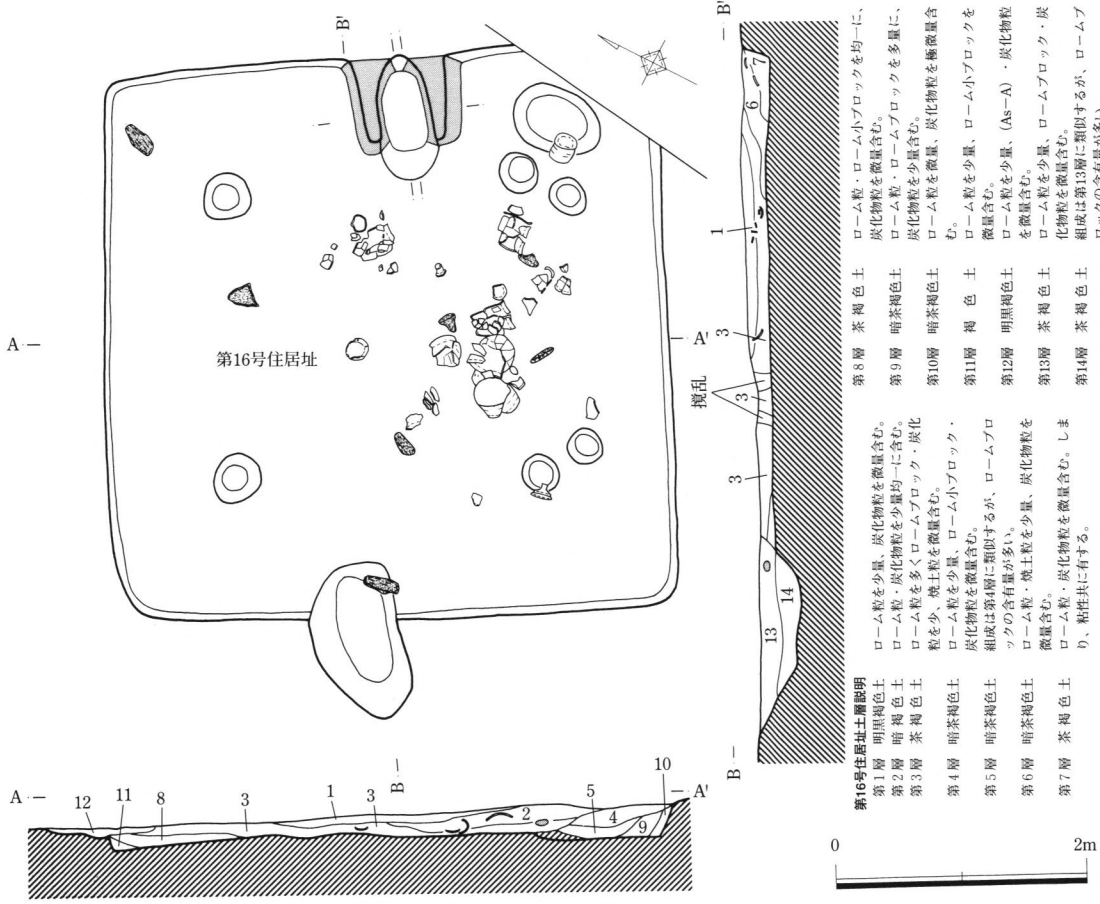 B'
B'
A
A'
第16号住居址
B
A
A'
12
11
8
3
1
3
2
5
4
9
10
7
6
1
3
3
撹乱
3
13
14
B
第16号住居址土層説明
第1層 明黒褐色土 ローム粒を少量、炭化物粒を微量含む。
第2層 暗褐色土 ローム粒・炭化物粒を少量均一に含む。
第3層 茶褐色土 ローム粒を多くロームブロック・炭化
粒を少、焼土粒を微量含む。
第4層 暗茶褐色土 ローム粒を少量、ローム小ブロック・
炭化物粒を微量含む。
第5層 暗茶褐色土 組成は第4層に類似するが、ロームブロ
ックの含有量が多い。
第6層 暗茶褐色土 ローム粒・焼土粒を少量、炭化物粒を
微量含む。
第7層 茶褐色土 ローム粒・炭化物粒を微量含む。しま
り、粘性共に有する。
第8層 茶褐色土 ローム粒・ローム小ブロックを均一に、
炭化物粒を微量含む。
第9層 暗茶褐色土 ローム粒・ロームブロックを多量に、
炭化物粒を少量含む。
第10層 暗茶褐色土 ローム粒を微量、炭化物粒を極微量含
む。
第11層 褐色土 ローム粒を少量、ローム小ブロックを
微量含む。
第12層 明黒褐色土 ローム粒を少量、(As-A)・炭化物粒
を微量含む。
第13層 茶褐色土 ローム粒を少量、ロームブロック・炭
化物粒を微量含む。
第14層 茶褐色土 組成は第13層に類似するが、ロームブ
ロックの含有量が多い
0
2m